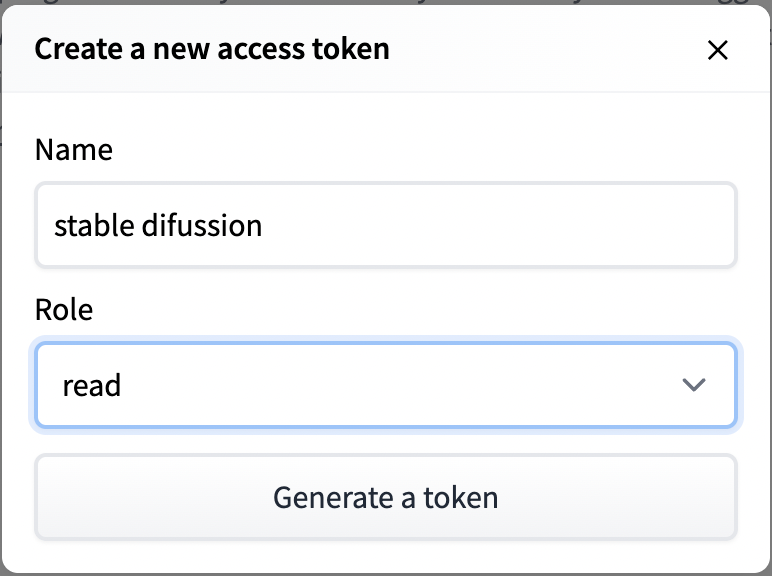 Create a new access token
Name
stable difussion
Role
read
Generate a token